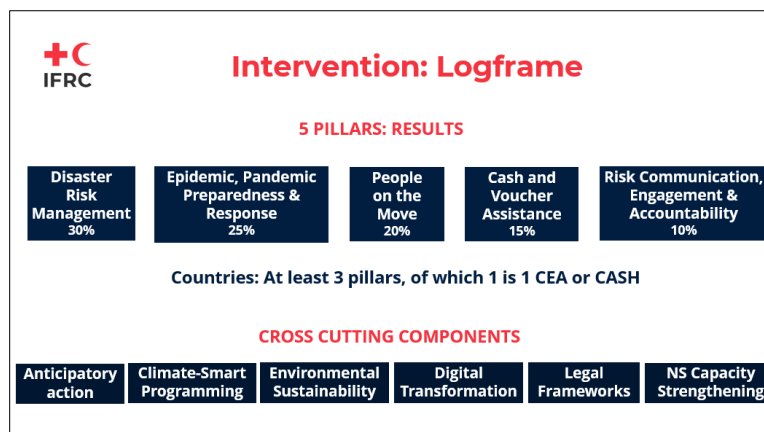 IFRC
Intervention: Logframe
5 PILLARS: RESULTS
Disaster
Risk
Management
30%
Epidemic, Pandemic
Preparedness &
Response
25%
People
on the
Move
20%
Cash and
Voucher
Assistance
15%
Risk Communication,
Engagement &
Accountability
10%
Countries: At least 3 pillars, of which 1 is 1 CEA or CASH
CROSS CUTTING COMPONENTS
Anticipatory
action
Climate-Smart
Programming
Environmental
Sustainability
Digital
Transformation
Legal
Frameworks
NS Capacity
Strengthening